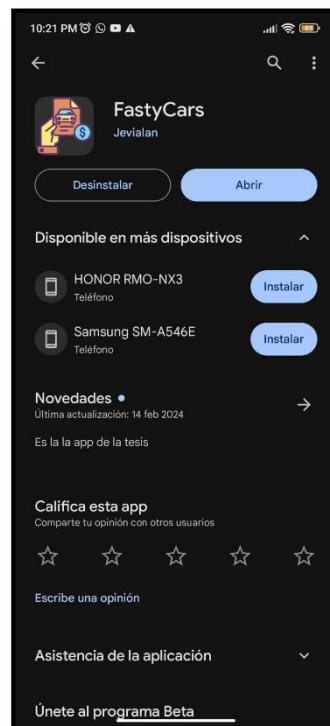 10:21 PM
FastyCars
Jevialan
Desinstalar
Abrir
Disponible en más dispositivos
HONOR RMO-NX3
Teléfono
Instalar
Samsung SM-A546E
Teléfono
Instalar
Novedades
Última actualización: 14 feb 2024
Es la la app de la tesis
Califica esta app
Comparte tu opinión con otros usuarios
Escribe una opinión
Asistencia de la aplicación
Únete al programa Beta